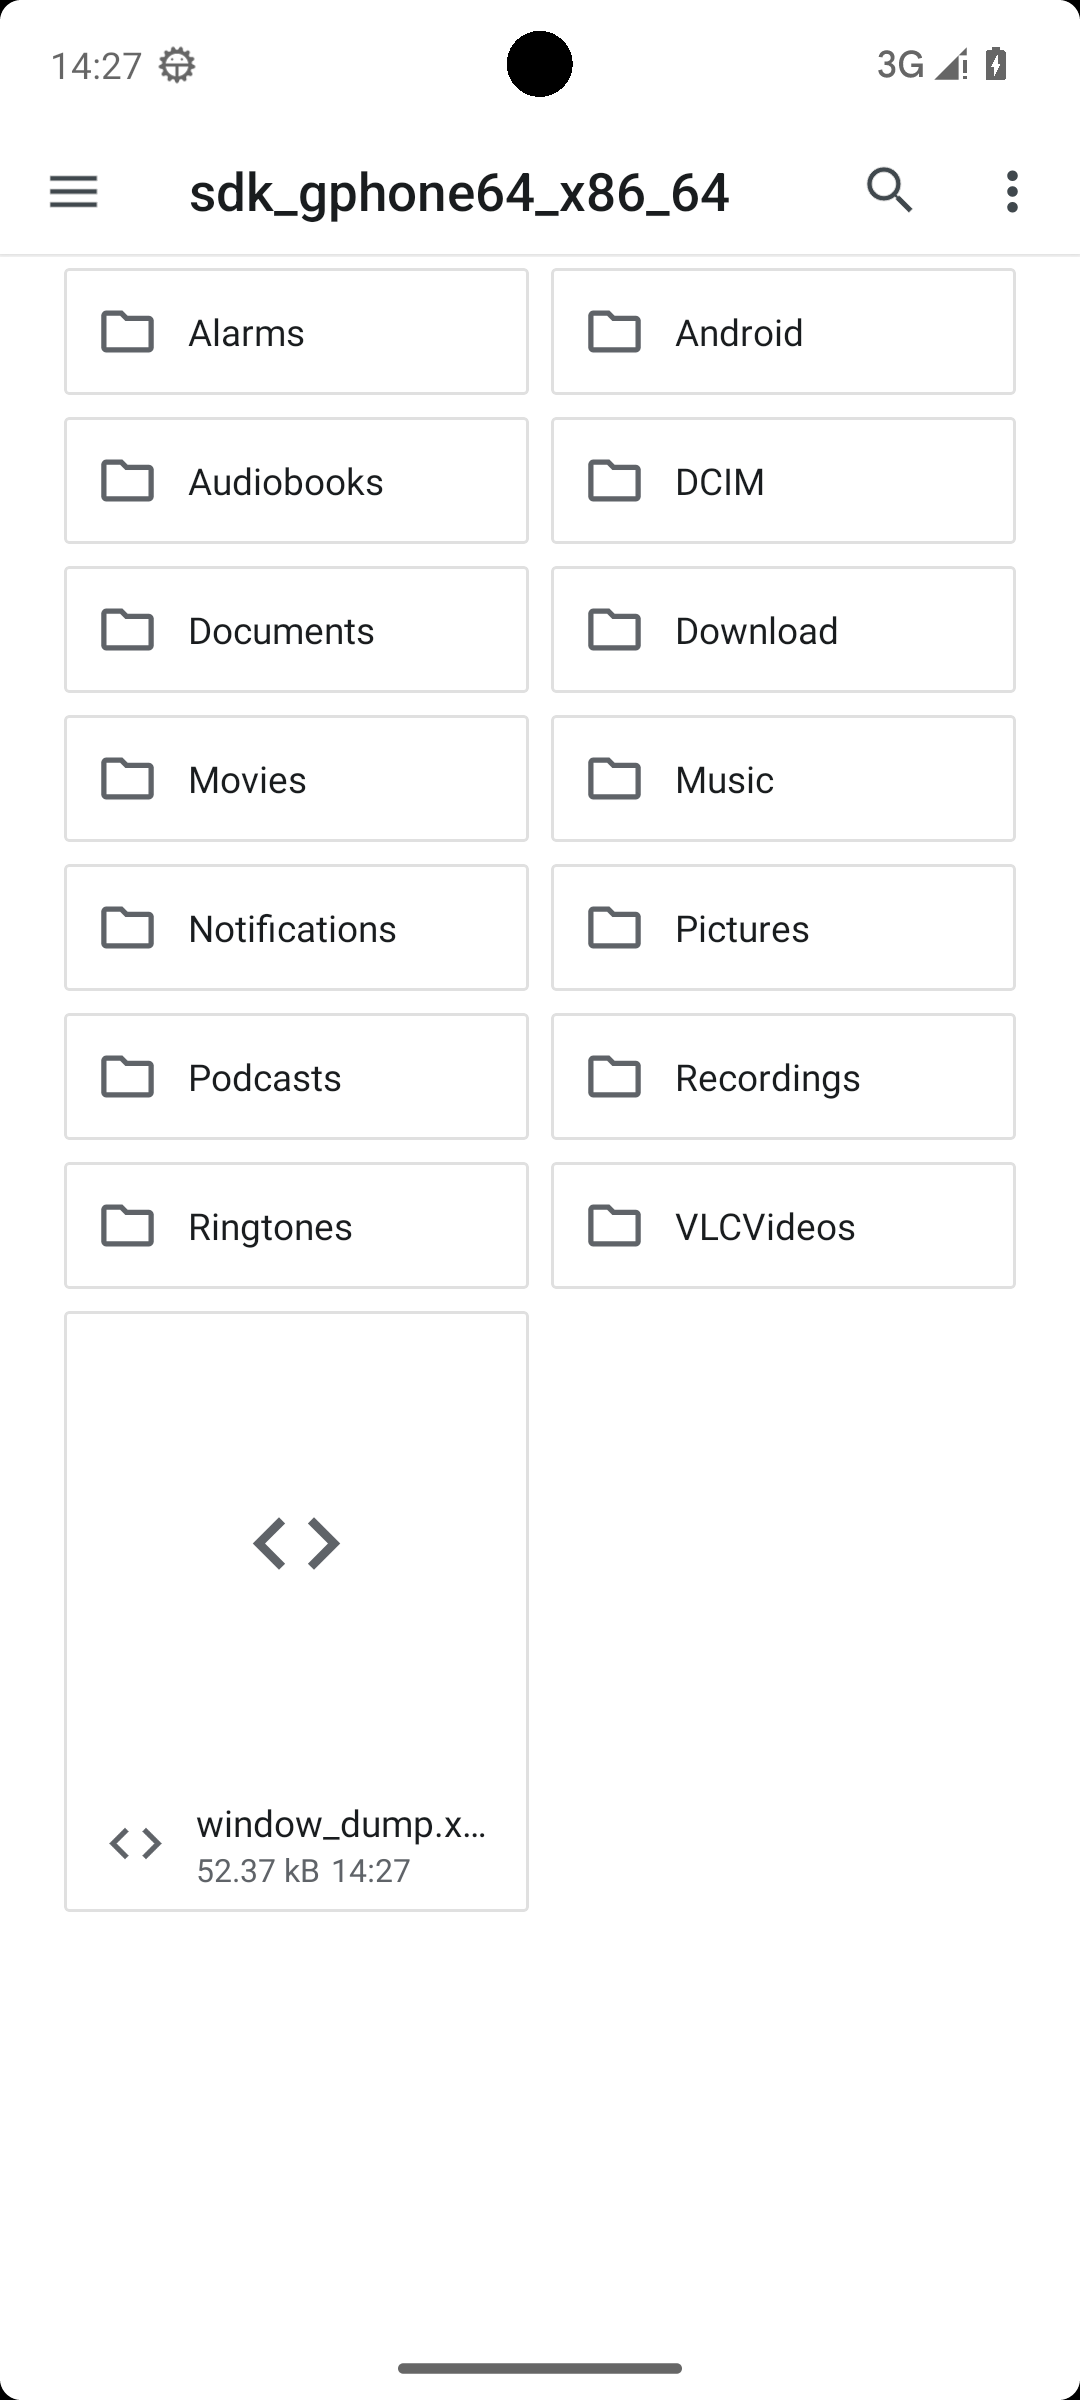 14:27
3G
sdk_gphone64_x86_64
Alarms
Android
Audiobooks
DCIM
Documents
Download
Movies
Music
Notifications
Pictures
Podcasts
Recordings
Ringtones
VLCVideos
window_dump.x...
52.37 kB 14:27